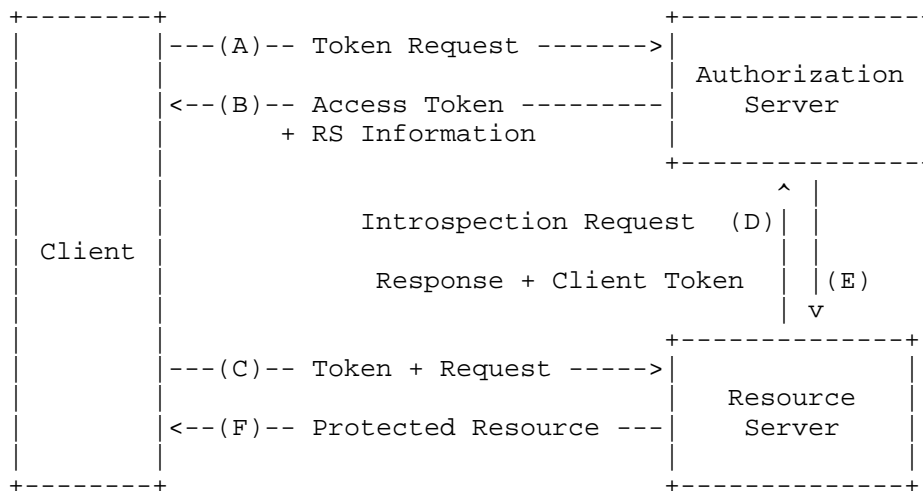 +--------+                               +---------------
|        |---(A)-- Token Request ------->|
|        |                               | Authorization
|        |<--(B)-- Access Token ---------|    Server
|        |       + RS Information        |
|        |                               +---------------
|        |                                      ^ |
|        |            Introspection Request  (D)| |
| Client |                                      | |
|        |             Response + Client Token  | |(E)
|        |                                      | v
|        |                               +--------------+
|        |---(C)-- Token + Request ----->|              |
|        |                               |   Resource   |
|        |<--(F)-- Protected Resource ---|    Server    |
|        |                               |              |
+--------+                               +--------------+